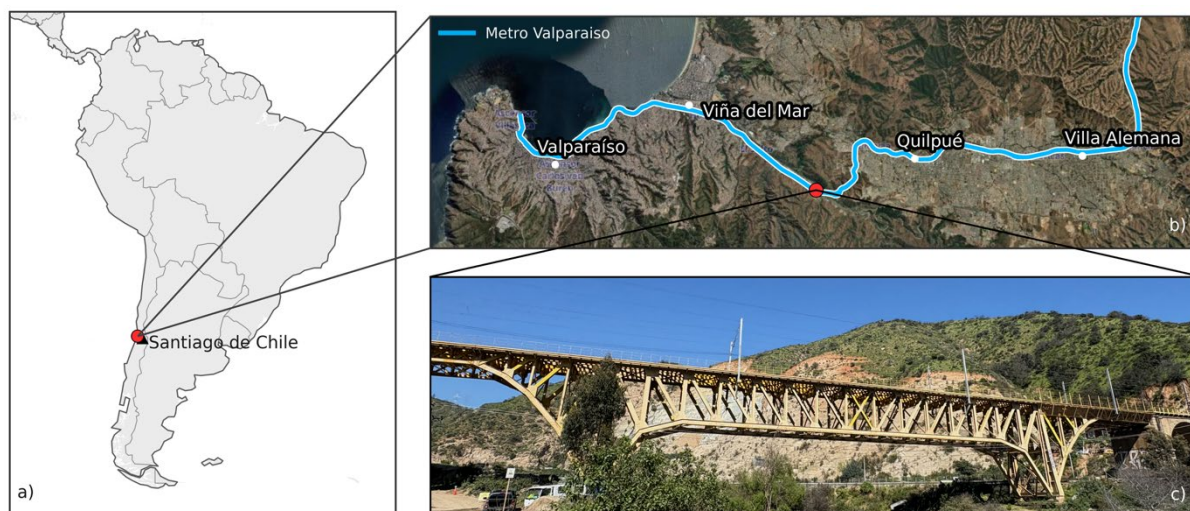 Santiago de Chile
a)
Metro Valparaiso
Viña del Mar
Valparaíso
Quilpué
Villa Alemana
b)
c)